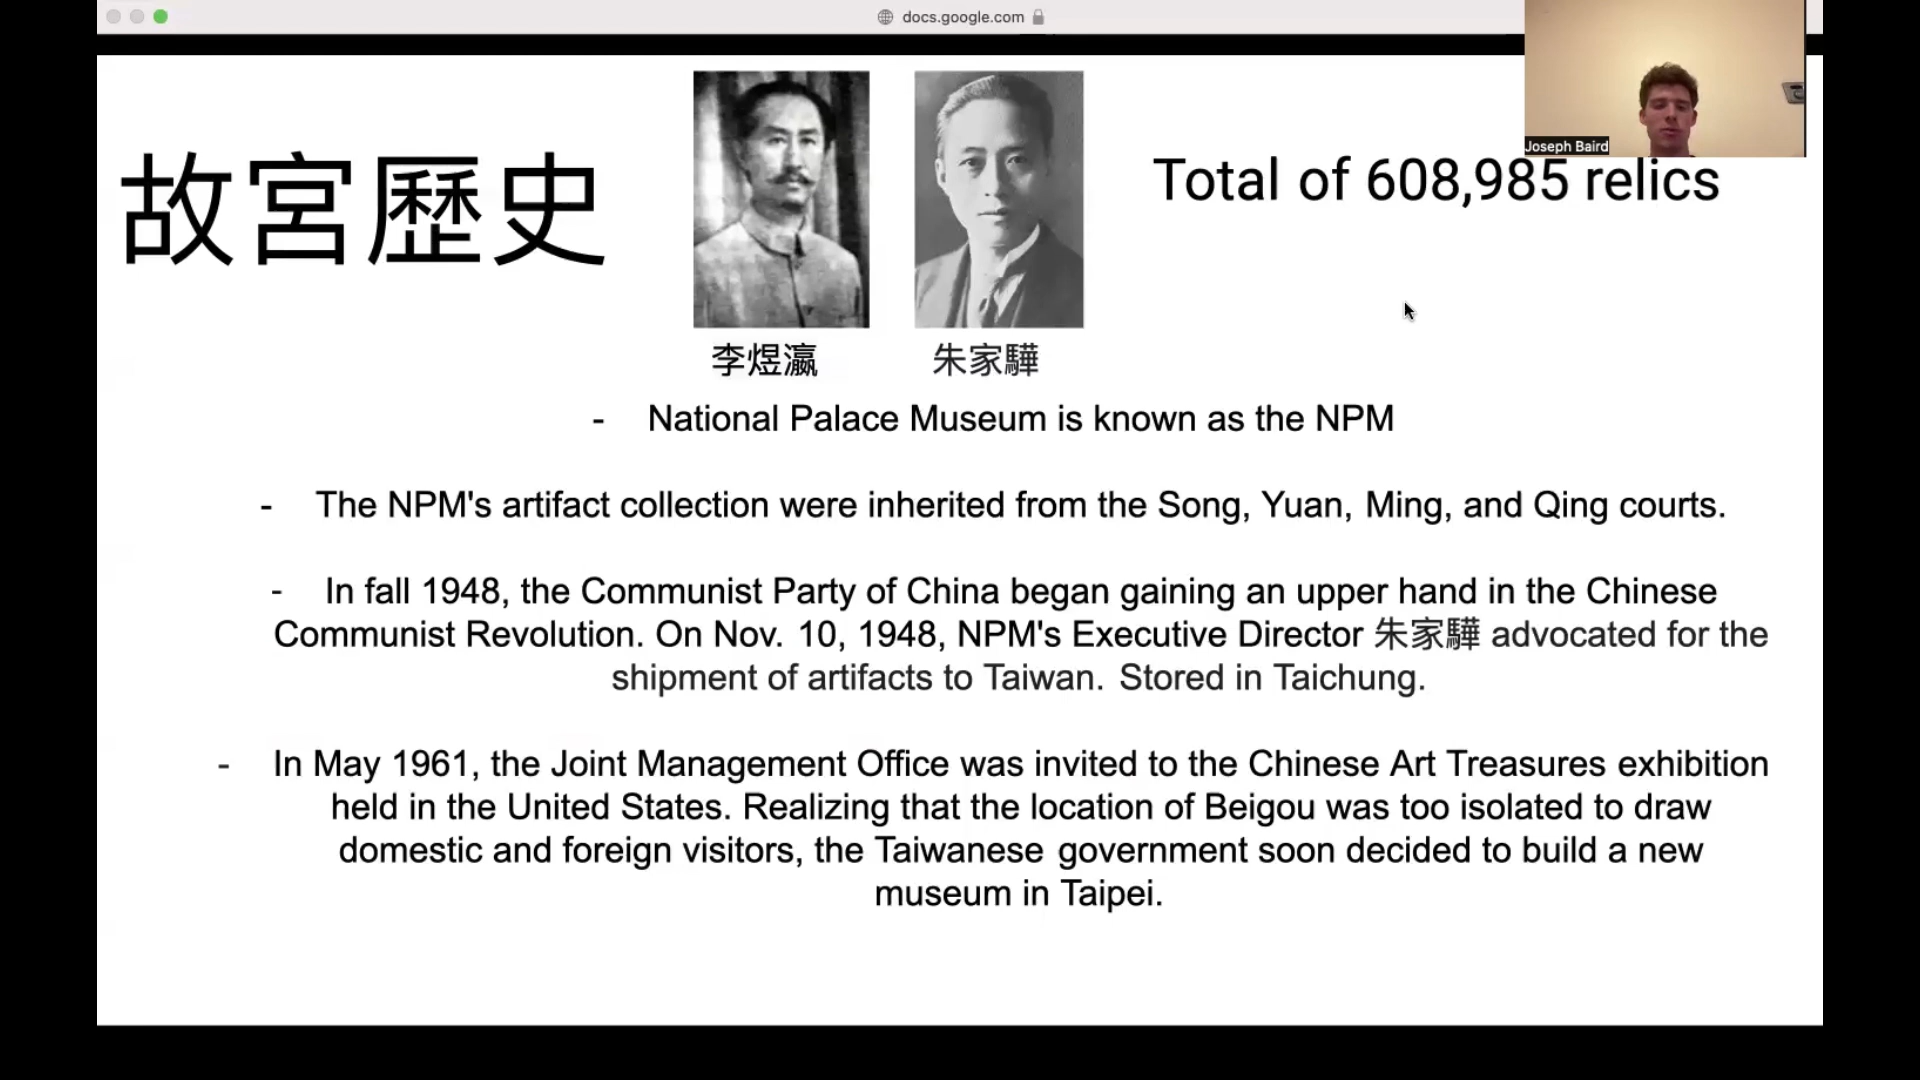 docs.google.com
Joseph Baird
故宮歷史
Total of 608,985 relics
李煜瀛
朱家驊
- National Palace Museum is known as the NPM
- The NPM's artifact collection were inherited from the Song, Yuan, Ming, and Qing courts.
- In fall 1948, the Communist Party of China began gaining an upper hand in the Chinese
Communist Revolution. On Nov. 10, 1948, NPM's Executive Director 朱家驊 advocated for the
shipment of artifacts to Taiwan. Stored in Taichung.
- In May 1961, the Joint Management Office was invited to the Chinese Art Treasures exhibition
held in the United States. Realizing that the location of Beigou was too isolated to draw
domestic and foreign visitors, the Taiwanese government soon decided to build a new
museum in Taipei.